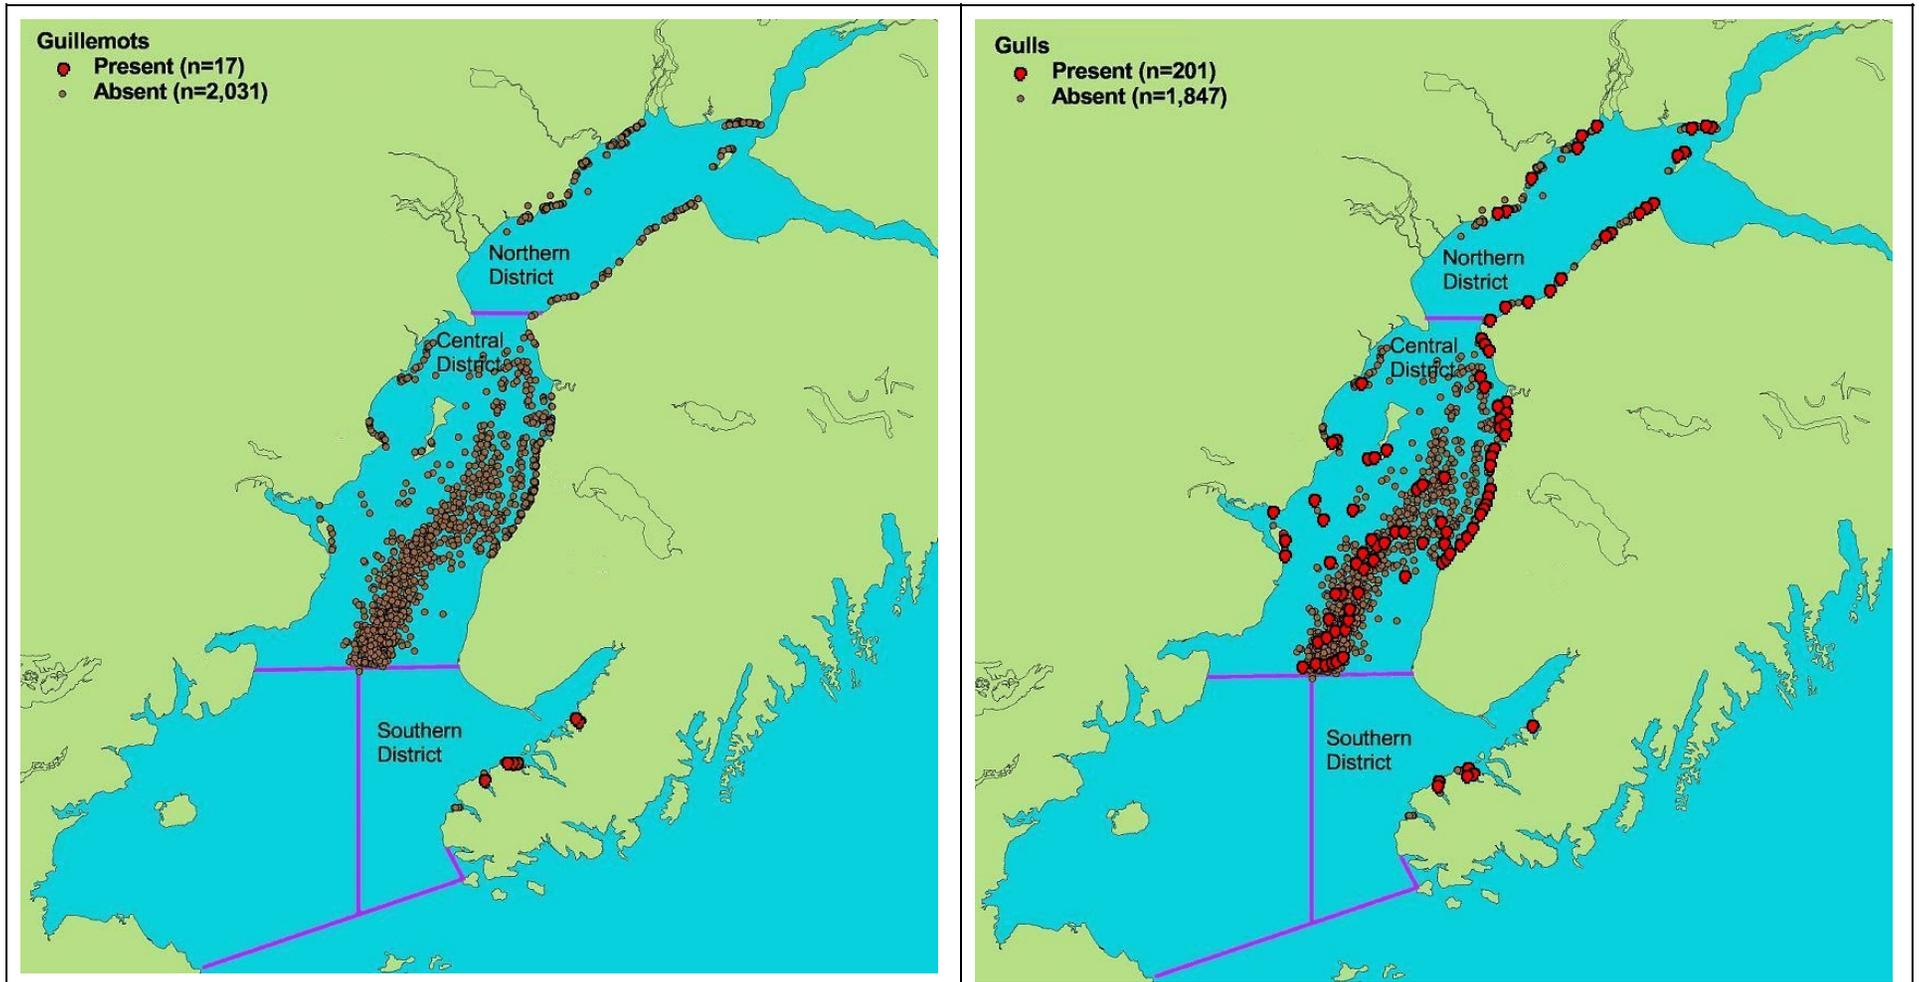 Guillemots
Present (n=17)
Absent (n=2,031)
Northern
District
Central
District
Southern
District
Gulls
Present (n=201)
Absent (n=1,847)
Northern
District
Central
District
Southern
District